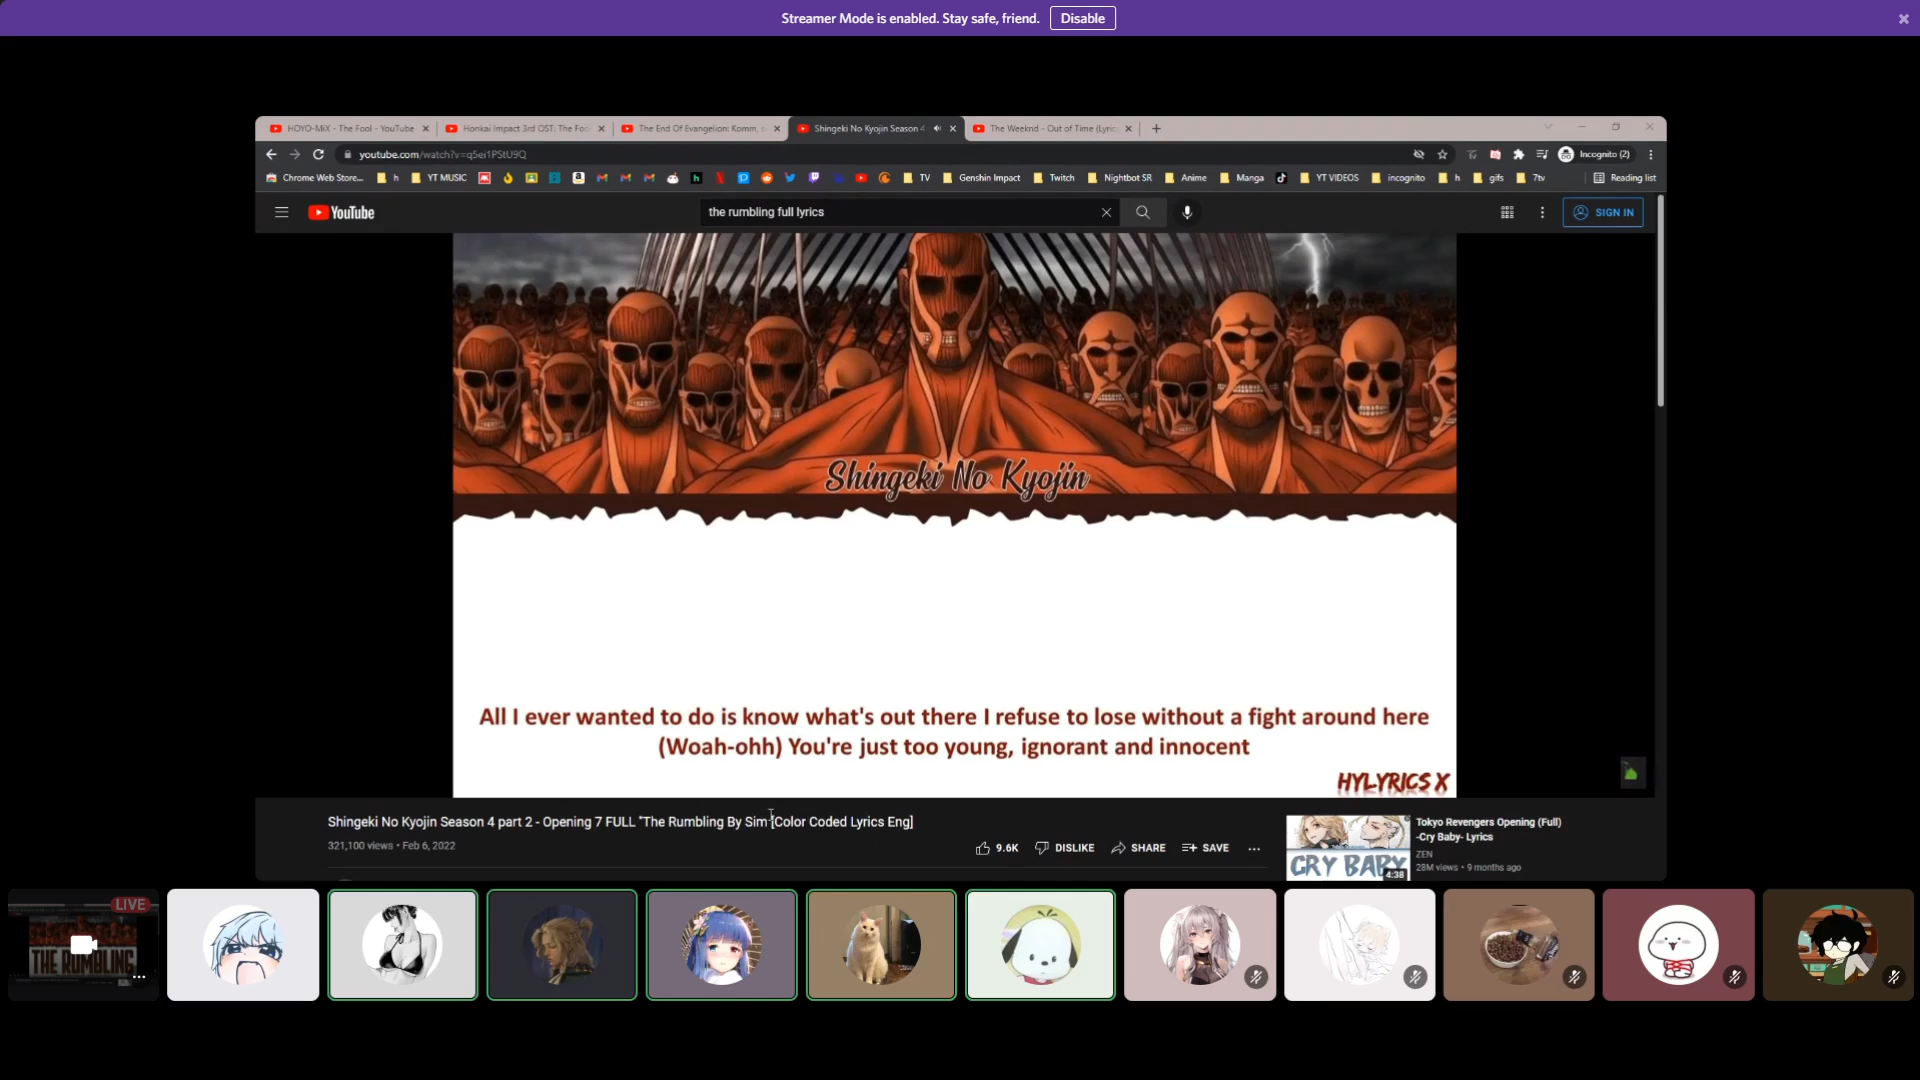 Streamer Mode is enabled. Stay safe, friend. Disable
HOYO-MiX - The Fool - YouTube
Honkai Impact 3rd OST: The Foo
The End Of Evangelion: Komm, s
Shingeki No Kyojin Season 4
The Weeknd - Out of Time (Lyric
youtube.com/watch?v=q5ei1PStU9Q
Incognito (2)
Chrome Web Store... h YT MUSIC TV Genshin Impact Twitch Nightbot SR Anime Manga YT VIDEOS incognito h gifs 7tv Reading list
YouTube the rumbling full lyrics SIGN IN
Shingeki No Kyojin
All I ever wanted to do is know what's out there I refuse to lose without a fight around here
(Woah-ohh) You're just too young, ignorant and innocent
HYLYRICS X
Shingeki No Kyojin Season 4 part 2 - Opening 7 FULL "The Rumbling By Sim" [Color Coded Lyrics Eng]
321,100 views • Feb 6, 2022
9.6K DISLIKE SHARE SAVE
CRY BABY
4:38
Tokyo Revengers Opening (Full)
-Cry Baby- Lyrics
ZEN
28M views • 9 months ago
LIVE
THE RUMBLING